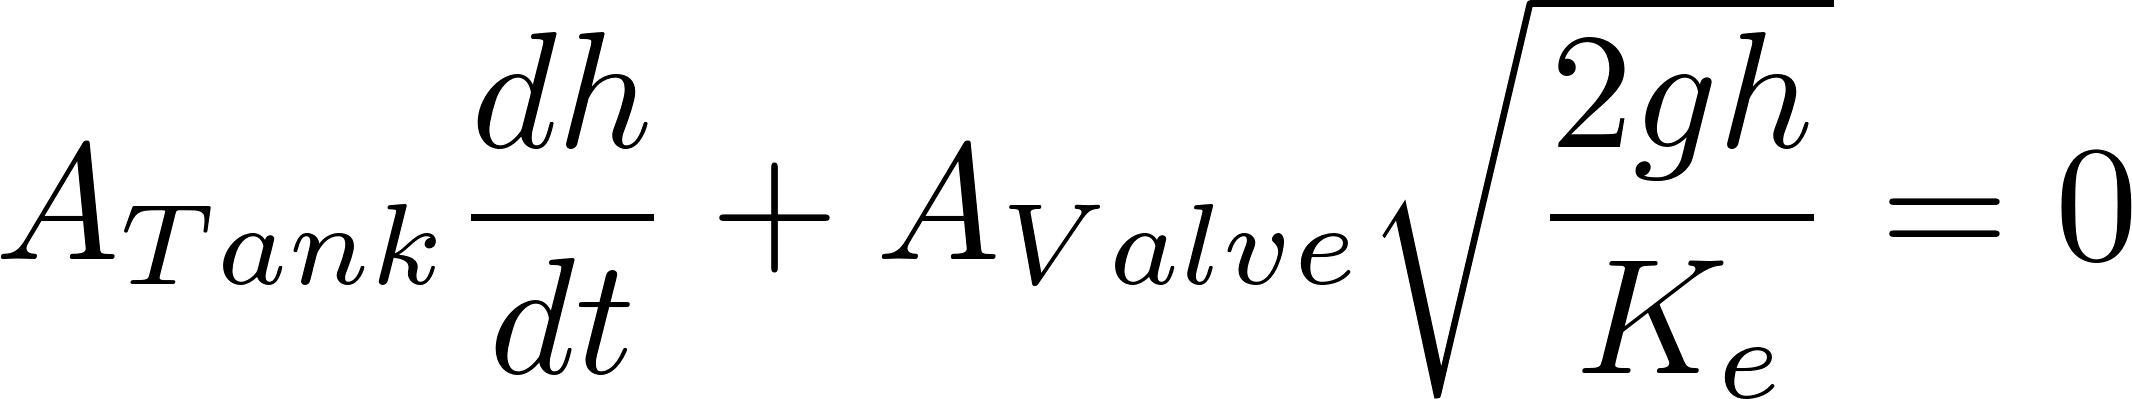 A_{Tank} \frac{dh}{dt} + A_{Valve} \sqrt{\frac{2gh}{K_e}} = 0